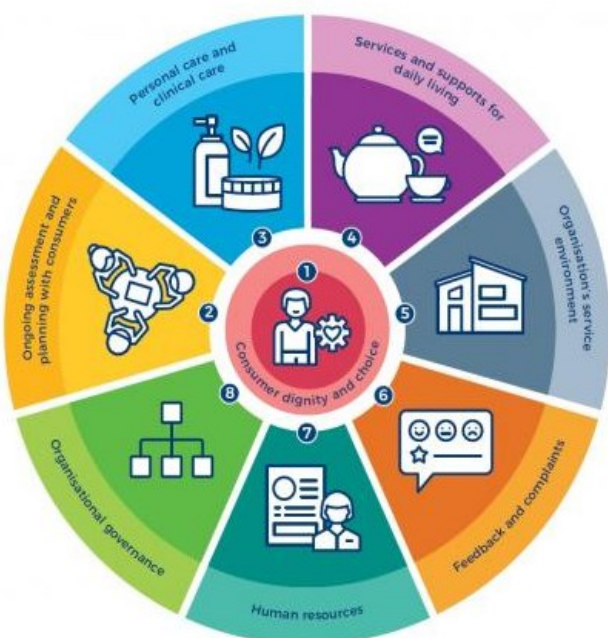 1
Consumer dignity and choice
2
Ongoing assessment and
planning with consumers
3
Personal care and
clinical care
4
Services and supports for
daily living
5
Organisation's service
environment
6
Feedback and complaints
7
Human resources
8
Organisational governance